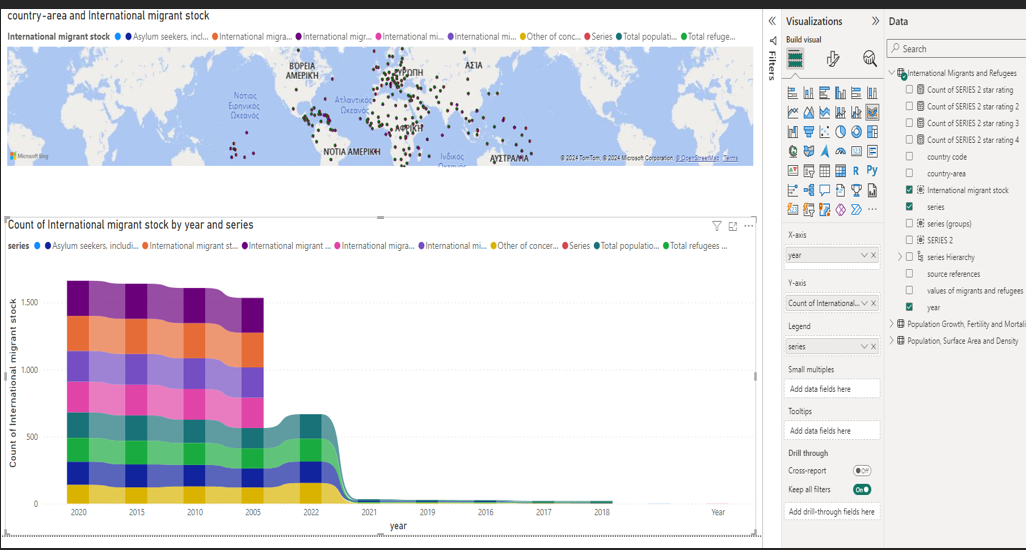 country-area and International migrant stock
International migrant stock Asylum seekers, incl... International migra... International migr... International mi... International mi... Other of conc... Series Total populati... Total refuge...
ΒΟΡΕΙΑ ΑΜΕΡΙΚΗ
ΑΣΙΑ
Νότιος Ειρηνικός Ωκεανός
Ατλαντικός Ωκεανός
ΑΦΡΙΚΗ
ΝΟΤΙΑ ΑΜΕΡΙΚΗ
Ινδικός
ΑΥΣΤΡΑΛΙΑ
Microsoft Bing
© 2024 TomTom, © 2024 Microsoft Corporation, © OpenStreetMap Terms
Count of International migrant stock by year and series
series Asylum seekers, includi... International migrant st... International migrant ... International migra... International mi... Other of concer... Series Total populatio... Total refugees ...
Count of International migrant stock
1.500
1.000
500
0
2020 2015 2010 2005 2022 2021 2019 2016 2017 2018 Year
year
Filters
Visualizations
Build visual
R Py
X-axis
year
Y-axis
Count of International...
Legend
series
Small multiples
Add data fields here
Tooltips
Add data fields here
Drill through
Cross-report Off
Keep all filters On
Add drill-through fields here
Data
Search
International Migrants and Refugees
Count of SERIES 2 star rating
Count of SERIES 2 star rating 2
Count of SERIES 2 star rating 3
Count of SERIES 2 star rating 4
country code
country-area
International migrant stock
series
series (groups)
SERIES 2
series Hierarchy
source references
values of migrants and refugees
year
Population Growth, Fertility and Mortali
Population, Surface Area and Density